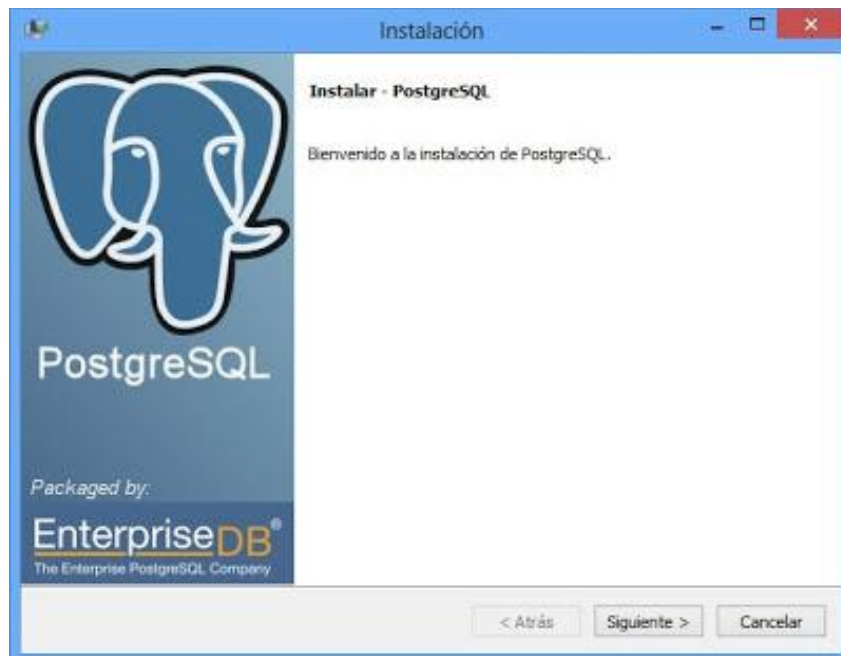 Instalación
Instalar - PostgreSQL
Bienvenido a la instalación de PostgreSQL.
PostgreSQL
Packaged by:
EnterpriseDB®
The Enterprise PostgreSQL Company
< Atrás
Siguiente >
Cancelar